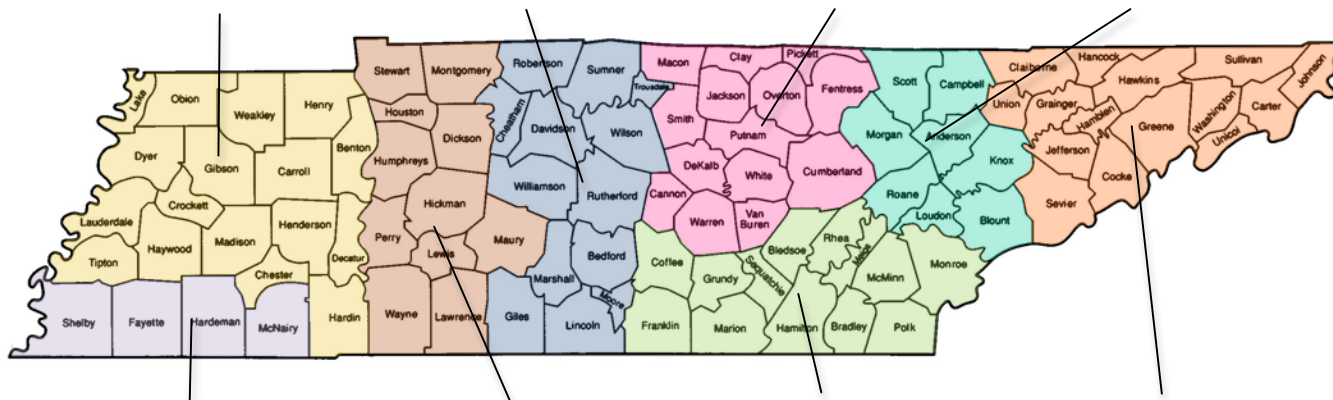 Lake
Obion
Weakley
Henry
Dyer
Gibson
Carroll
Benton
Crockett
Lauderdale
Haywood
Madison
Henderson
Decatur
Tipton
Chester
Hardin
Shelby
Fayette
Hardeman
McNairy
Stewart
Montgomery
Houston
Dickson
Humphreys
Hickman
Perry
Lewis
Maury
Wayne
Lawrence
Robertson
Sumner
Trousdale
Cheatham
Davidson
Wilson
Williamson
Rutherford
Marshall
Bedford
Moore
Giles
Lincoln
Macon
Clay
Pickett
Jackson
Overton
Fentress
Smith
Putnam
DeKalb
White
Cumberland
Cannon
Warren
Van
Buren
Coffee
Grundy
Sequatchie
Bledsoe
Rhea
Meigs
McMinn
Monroe
Franklin
Marion
Hamilton
Bradley
Polk
Scott
Campbell
Morgan
Anderson
Knox
Roane
Loudon
Blount
Claiborne
Hancock
Hawkins
Sullivan
Johnson
Union
Grainger
Hamblen
Greene
Washington
Carter
Unicoi
Jefferson
Cocke
Sevier